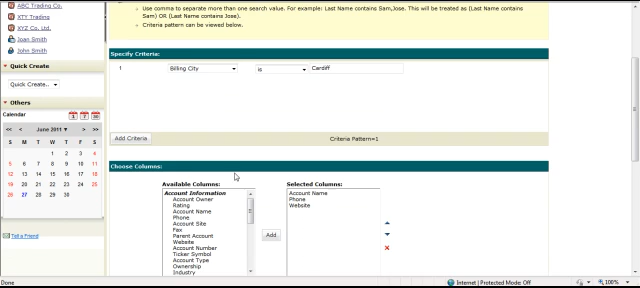 ABC Trading Co.
XTY Trading
XYZ Co. Ltd.
Joan Smith
John Smith
Quick Create
Quick Create..
Others
Calendar
<< < June 2011 > >>
S M T W T F S
1 2 3 4
5 6 7 8 9 10 11
12 13 14 15 16 17 18
19 20 21 22 23 24 25
26 27 28 29 30
Tell a Friend
Use comma to separate more than one search value. For example: Last Name contains Sam,Jose. This will be treated as (Last Name contains
Sam) OR (Last Name contains Jose).
Criteria pattern can be viewed below.
Specify Criteria:
1 Billing City is Cardiff
Add Criteria Criteria Pattern=1
Choose Columns:
Available Columns:
Account Information
Account Owner
Rating
Account Name
Phone
Account Site
Fax
Parent Account
Website
Account Number
Ticker Symbol
Account Type
Ownership
Industry
Add
Selected Columns:
Account Name
Phone
Website
Done Internet | Protected Mode: Off 100%